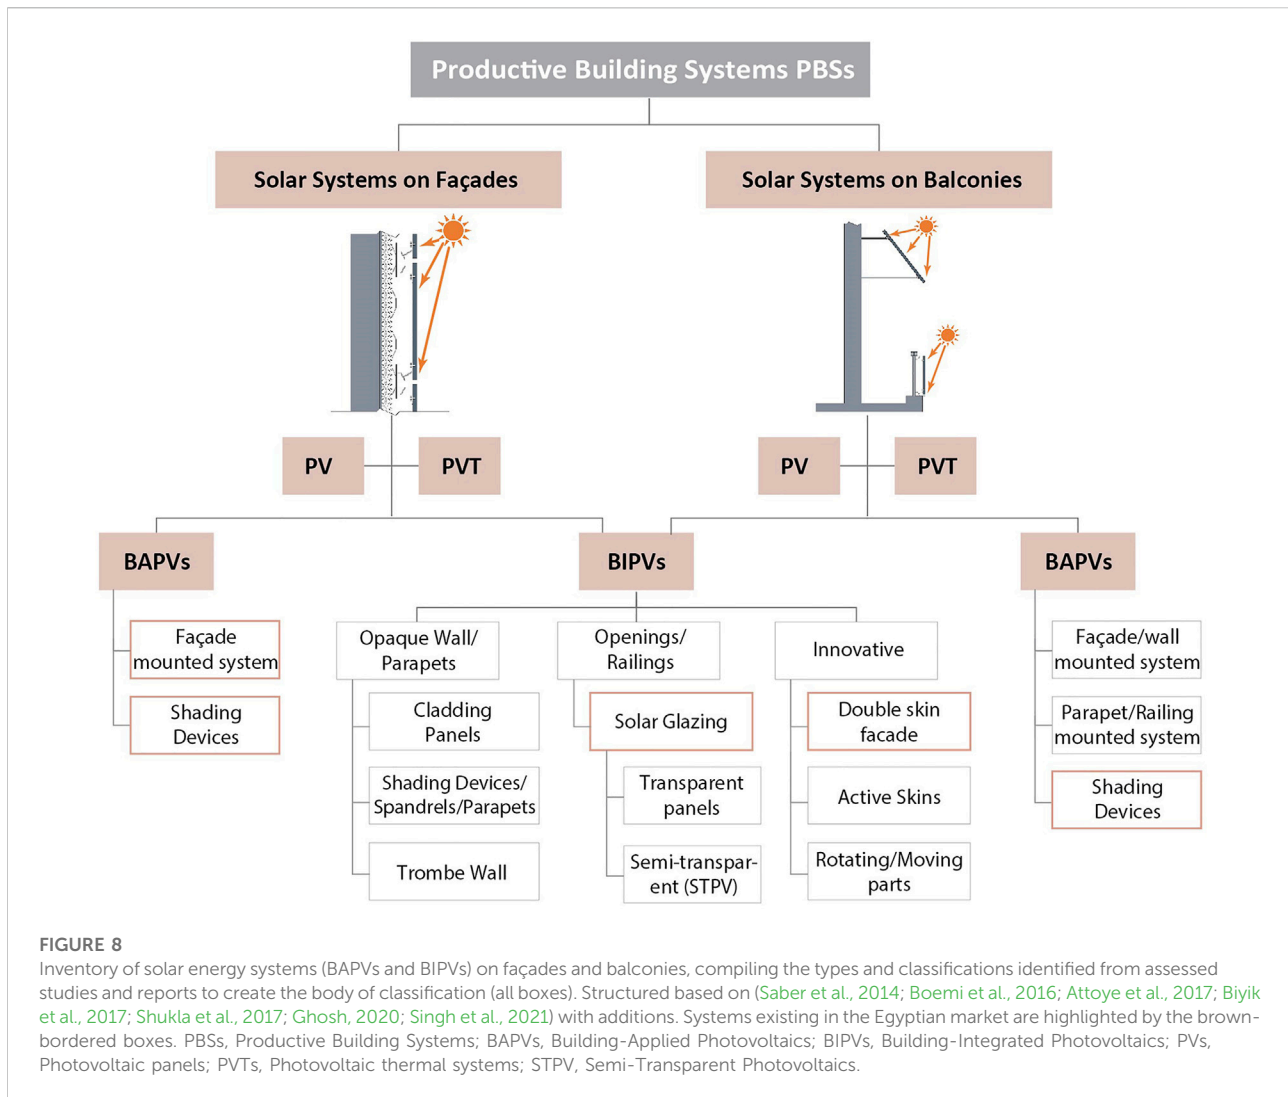 Productive Building Systems PBSs
Solar Systems on Façades
Solar Systems on Balconies
PV
PVT
PV
PVT
BAPVs
BIPVs
BAPVs
Façade
mounted system
Shading
Devices
Opaque Wall/
Parapets
Cladding
Panels
Shading Devices/
Spandrels/Parapets
Trombe Wall
Openings/
Railings
Solar Glazing
Transparent
panels
Semi-transpar-
ent (STPV)
Innovative
Double skin
facade
Active Skins
Rotating/Moving
parts
Façade/wall
mounted system
Parapet/Railing
mounted system
Shading
Devices
FIGURE 8
Inventory of solar energy systems (BAPVs and BIPVs) on façades and balconies, compiling the types and classifications identified from assessed
studies and reports to create the body of classification (all boxes). Structured based on (Saber et al., 2014; Boemi et al., 2016; Attoye et al., 2017; Biyik
et al., 2017; Shukla et al., 2017; Ghosh, 2020; Singh et al., 2021) with additions. Systems existing in the Egyptian market are highlighted by the brown-
bordered boxes. PBSs, Productive Building Systems; BAPVs, Building-Applied Photovoltaics; BIPVs, Building-Integrated Photovoltaics; PVs,
Photovoltaic panels; PVTs, Photovoltaic thermal systems; STPV, Semi-Transparent Photovoltaics.